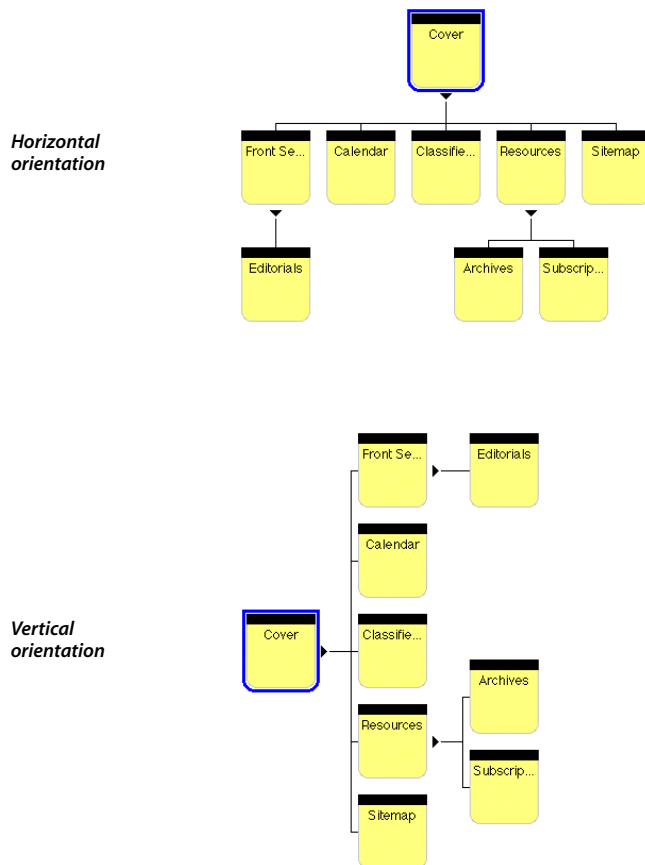 Cover
Horizontal
orientation
Front Se...
Calendar
Classifie...
Resources
Sitemap
Editorials
Archives
Subscrip...
Front Se...
Editorials
Calendar
Vertical
orientation
Cover
Classifie...
Archives
Resources
Subscrip...
Sitemap